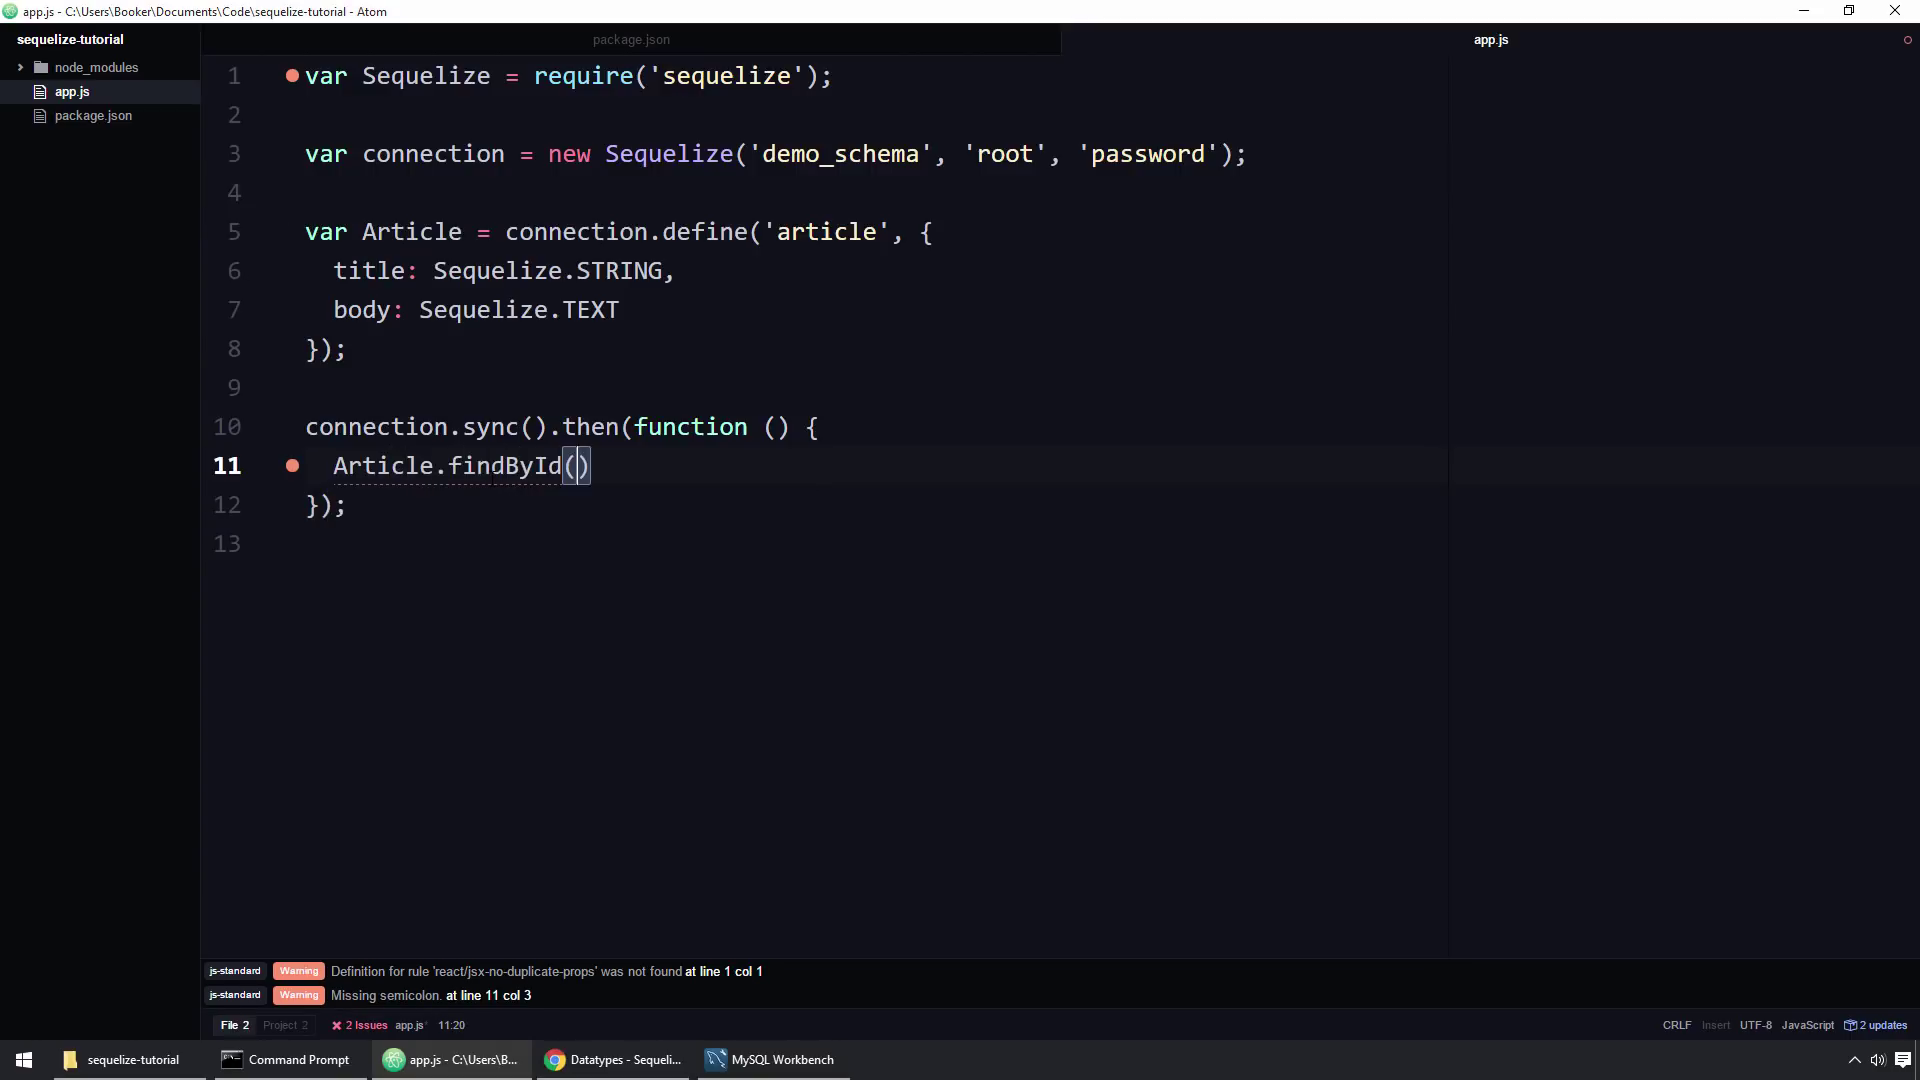 app.js - C:\Users\Booker\Documents\Code\sequelize-tutorial - Atom
sequelize-tutorial
node_modules
app.js
package.json
package.json
app.js
1 var Sequelize = require('sequelize');
2
3 var connection = new Sequelize('demo_schema', 'root', 'password');
4
5 var Article = connection.define('article', {
6 title: Sequelize.STRING,
7 body: Sequelize.TEXT
8 });
9
10 connection.sync().then(function () {
11 Article.findById()
12 });
13
js-standard Warning Definition for rule 'react/jsx-no-duplicate-props' was not found at line 1 col 1
js-standard Warning Missing semicolon. at line 11 col 3
File 2 Project 2 2 Issues app.js* 11:20 CRLF Insert UTF-8 JavaScript 2 updates
sequelize-tutorial Command Prompt app.js - C:\Users\B... Datatypes - Sequeli... MySQL Workbench